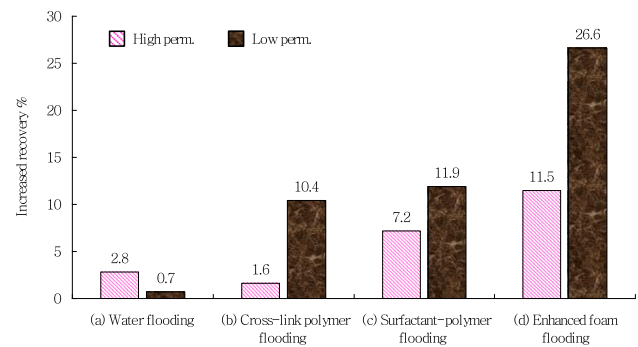 30
25
20
15
10
5
0
Increased recovery %
High perm.
Low perm.
2.8
0.7
1.6
10.4
7.2
11.9
11.5
26.6
(a) Water flooding
(b) Cross-link polymer
flooding
(c) Surfactant-polymer
flooding
(d) Enhanced foam
flooding